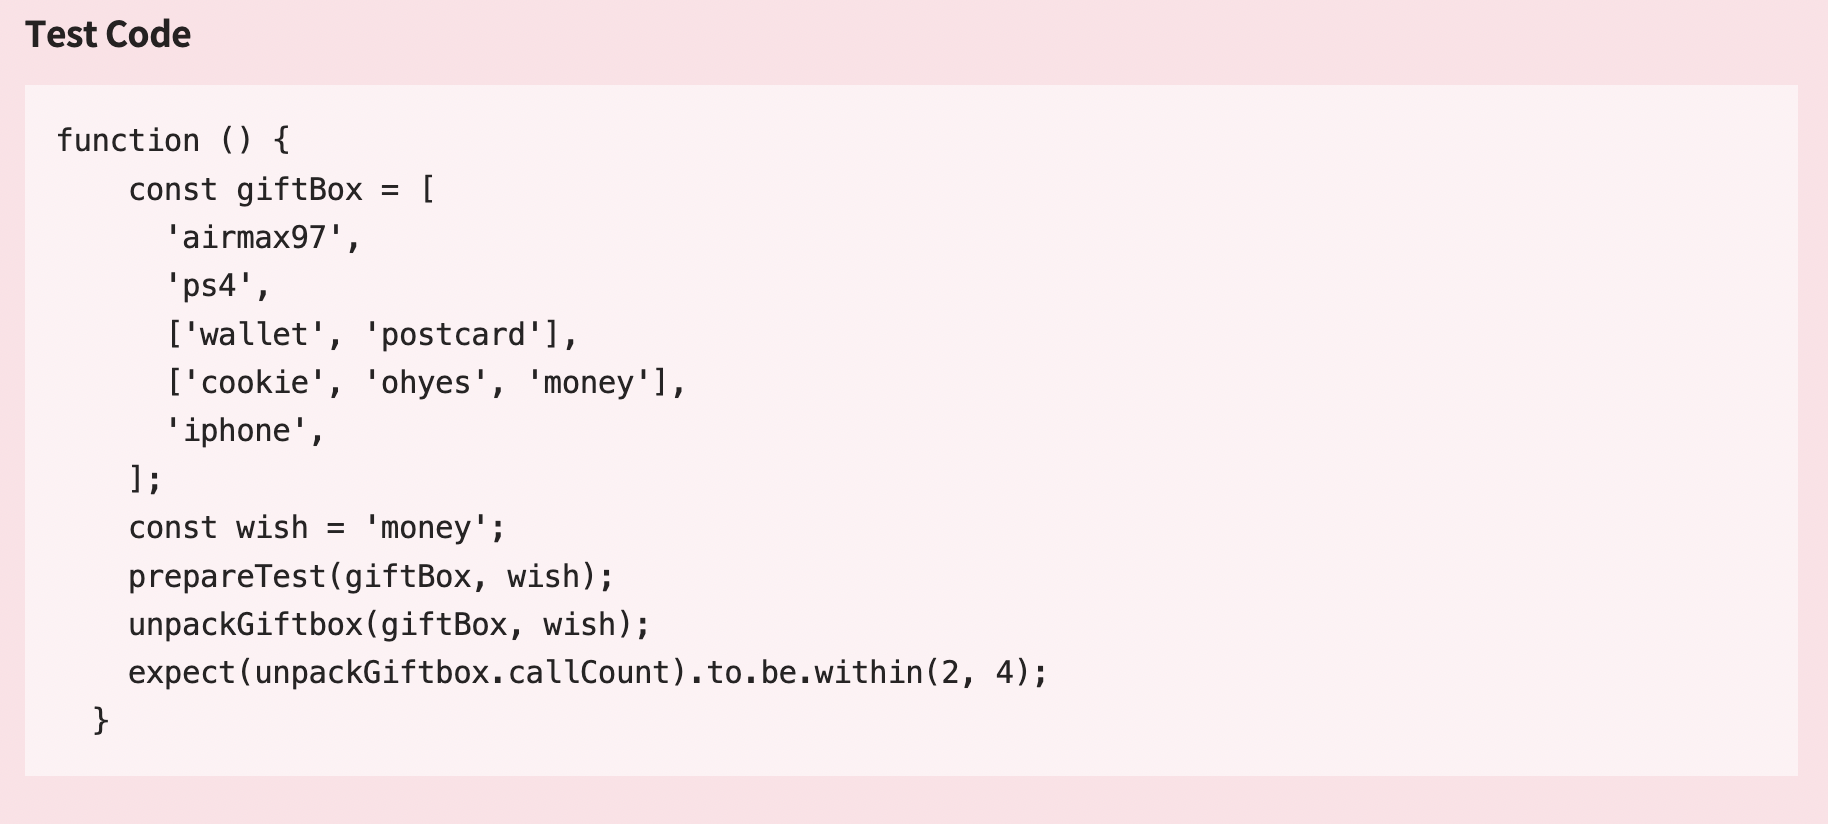 Test Code
function () {
    const giftBox = [
      'airmax97',
      'ps4',
      ['wallet', 'postcard'],
      ['cookie', 'ohyes', 'money'],
      'iphone',
    ];
    const wish = 'money';
    prepareTest(giftBox, wish);
    unpackGiftbox(giftBox, wish);
    expect(unpackGiftbox.callCount).to.be.within(2, 4);
  }